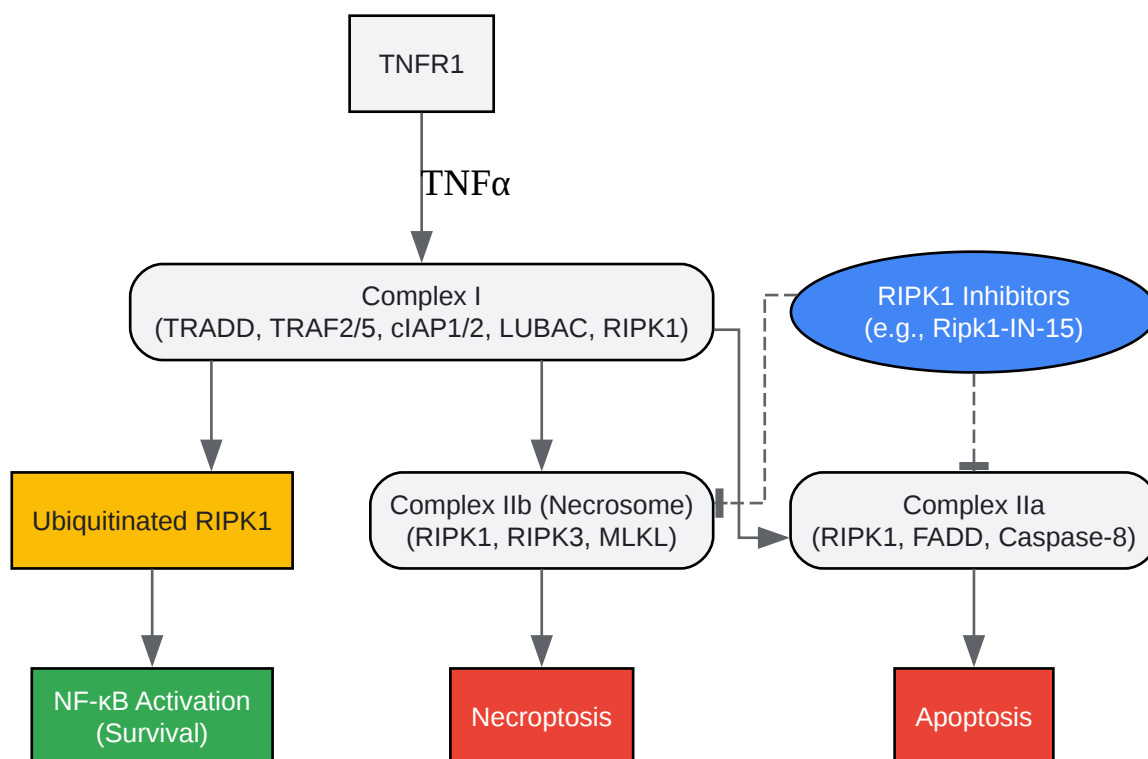 TNFR1
TNFα
Complex I
(TRADD, TRAF2/5, cIAP1/2, LUBAC, RIPK1)
RIPK1 Inhibitors
(e.g., Ripk1-IN-15)
Ubiquitinated RIPK1
Complex IIb (Necrosome)
(RIPK1, RIPK3, MLKL)
Complex IIa
(RIPK1, FADD, Caspase-8)
NF-κB Activation
(Survival)
Necroptosis
Apoptosis